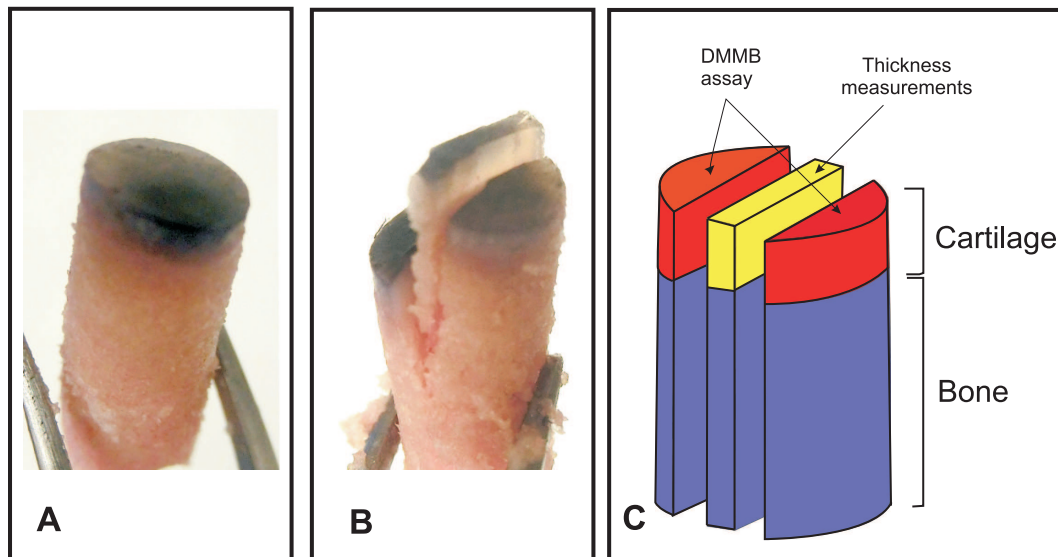 A
B
C
DMMB
assay
Thickness
measurements
Cartilage
Bone